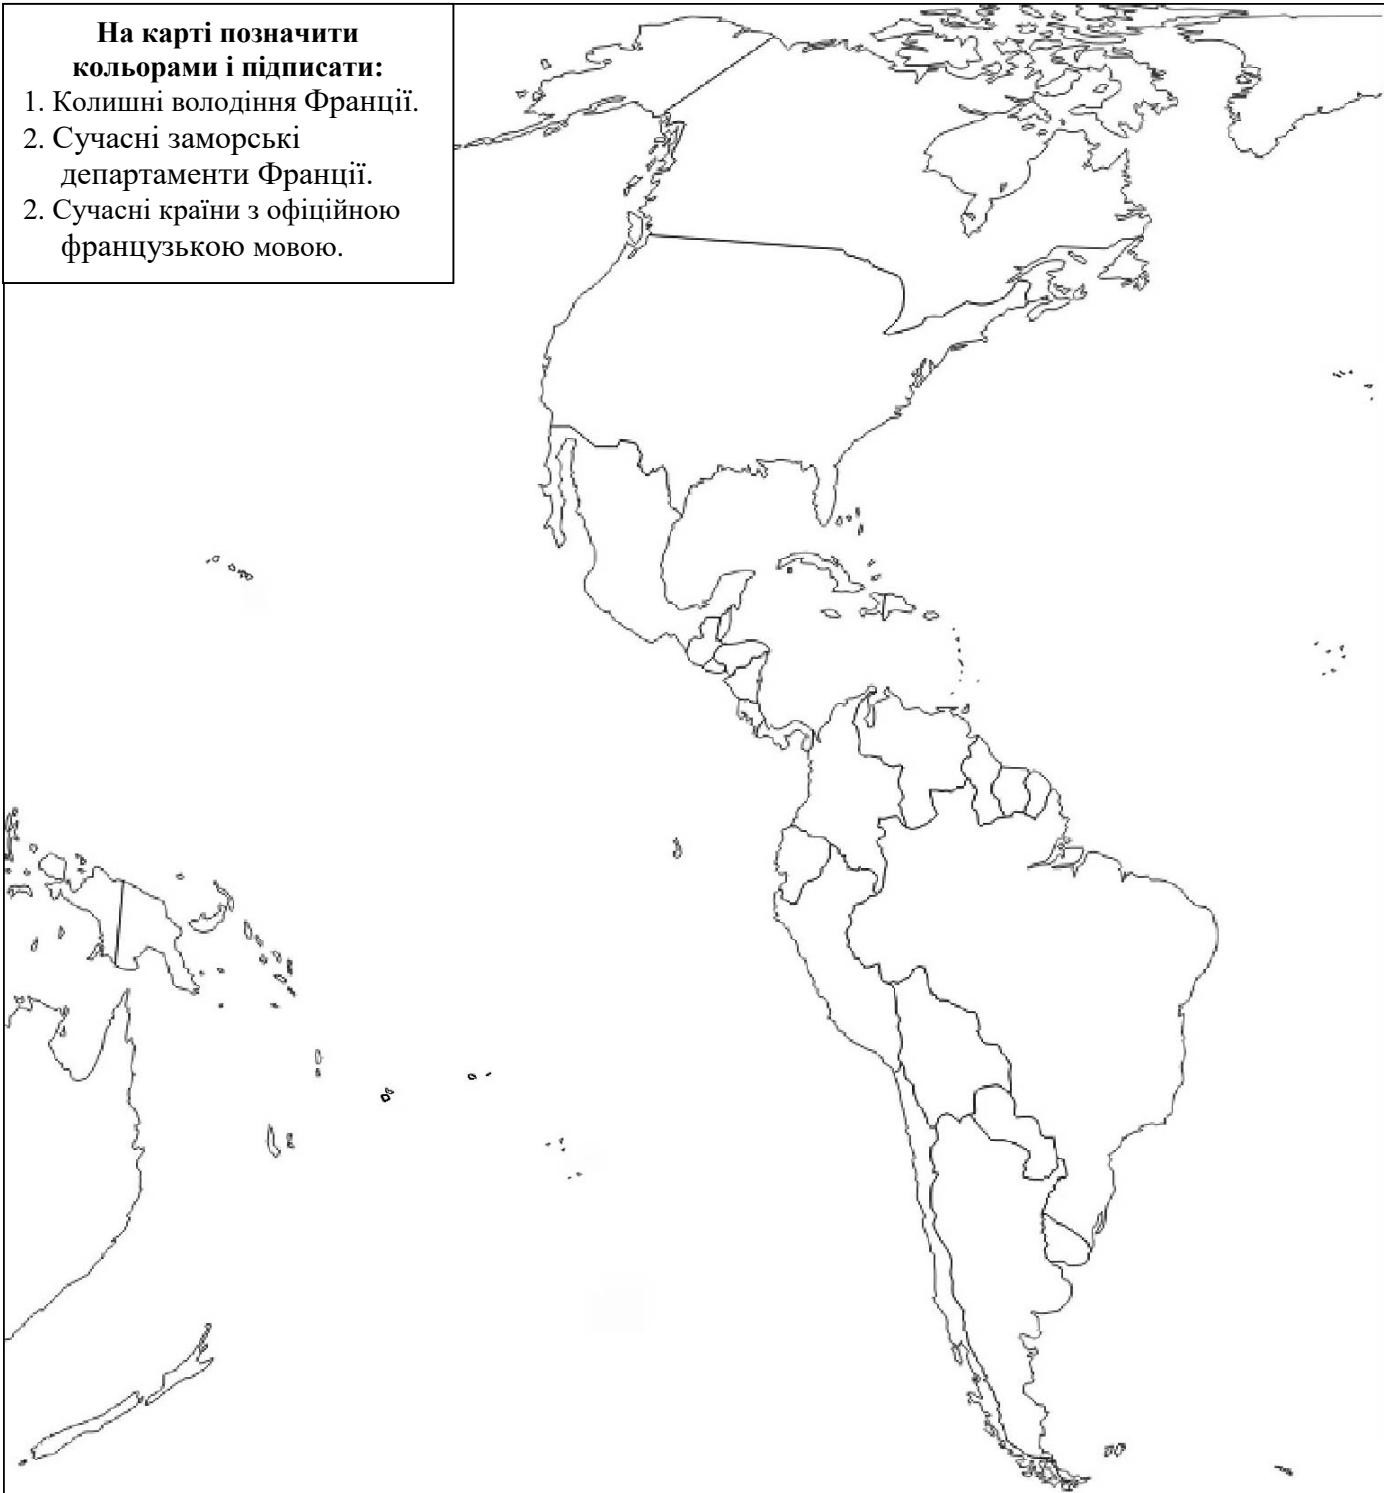 На карті позначити
кольорами і підписати:
1. Колишні володіння Франції.
2. Сучасні заморські
департаменти Франції.
2. Сучасні країни з офіційною
французькою мовою.